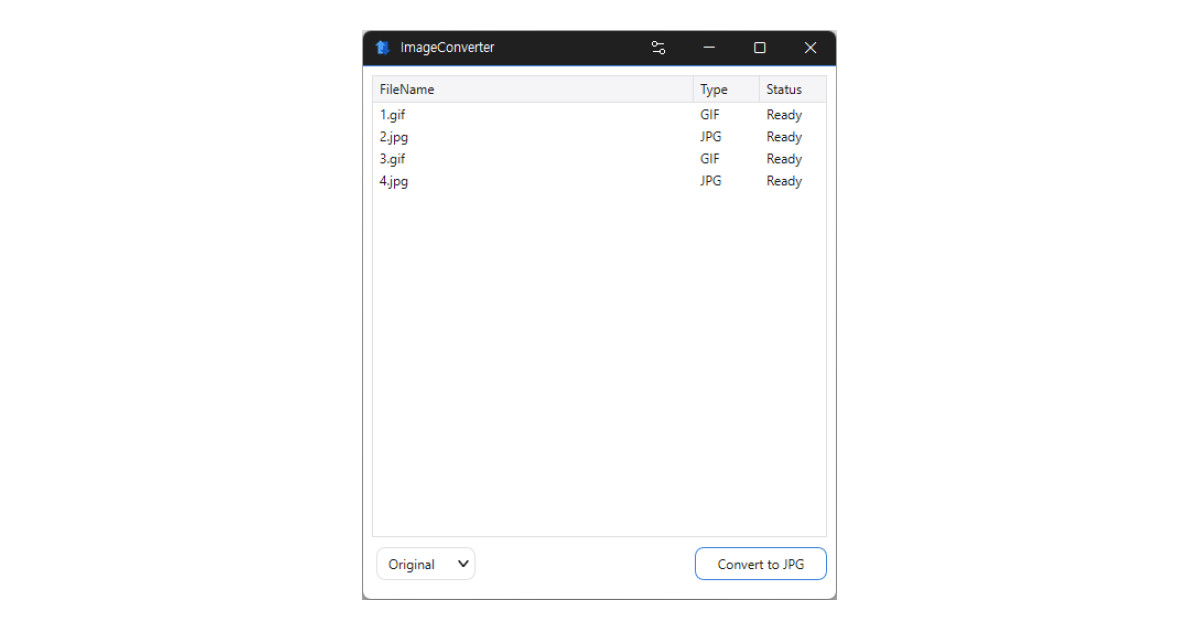 ImageConverter
FileName Type Status
1.gif GIF Ready
2.jpg JPG Ready
3.gif GIF Ready
4.jpg JPG Ready
Original Convert to JPG